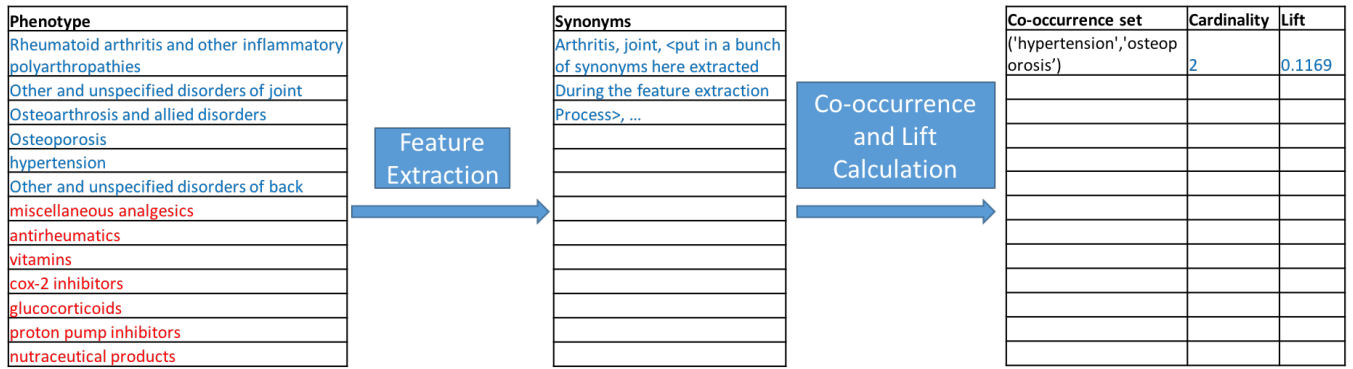 Phenotype
Rheumatoid arthritis and other inflammatory
polyarthropathies
Other and unspecified disorders of joint
Osteoarthrosis and allied disorders
Osteoporosis
hypertension
Other and unspecified disorders of back
miscellaneous analgesics
antirheumatics
vitamins
cox-2 inhibitors
glucocorticoids
proton pump inhibitors
nutraceutical products
Feature
Extraction
Synonyms
Arthritis, joint, <put in a bunch
of synonyms here extracted
During the feature extraction
Process>, ...
Co-occurrence
and Lift
Calculation
Co-occurrence set Cardinality Lift
('hypertension','osteop
orosis’) 2 0.1169